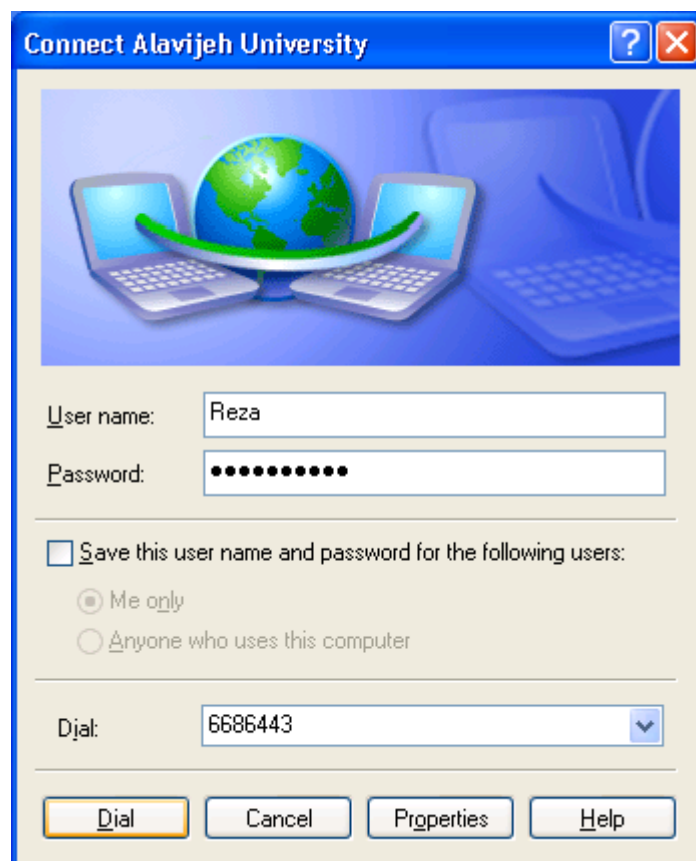 Connect Alavijeh University
User name: Reza
Password: ••••••••••
Save this user name and password for the following users:
Me only
Anyone who uses this computer
Dial: 6686443
Dial Cancel Properties Help